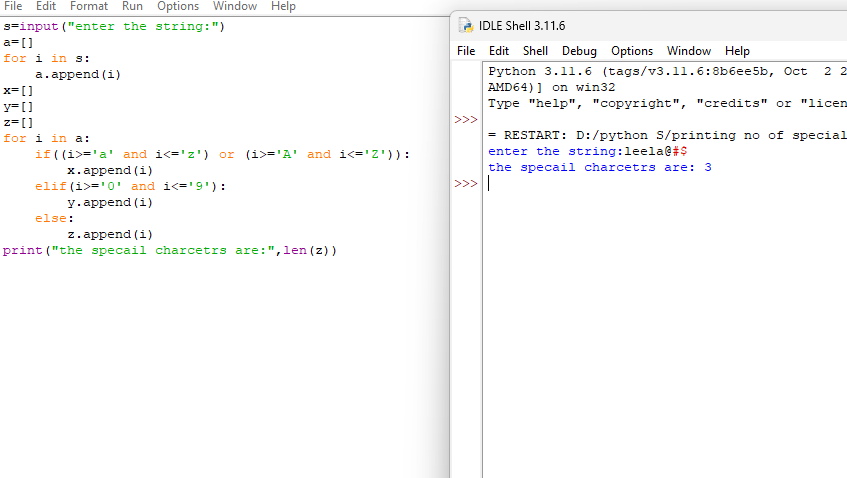 File Edit Format Run Options Window Help
s=input("enter the string:")
a=[]
for i in s:
    a.append(i)
x=[]
y=[]
z=[]
for i in a:
    if((i>='a' and i<='z') or (i>='A' and i<='Z')):
        x.append(i)
    elif(i>='0' and i<='9'):
        y.append(i)
    else:
        z.append(i)
print("the specail charcetrs are:",len(z))
IDLE Shell 3.11.6
File Edit Shell Debug Options Window Help
Python 3.11.6 (tags/v3.11.6:8b6ee5b, Oct  2 2
AMD64)] on win32
Type "help", "copyright", "credits" or "licen
>>>
= RESTART: D:/python S/printing no of special
enter the string:leela@#$
the specail charcetrs are: 3
>>>